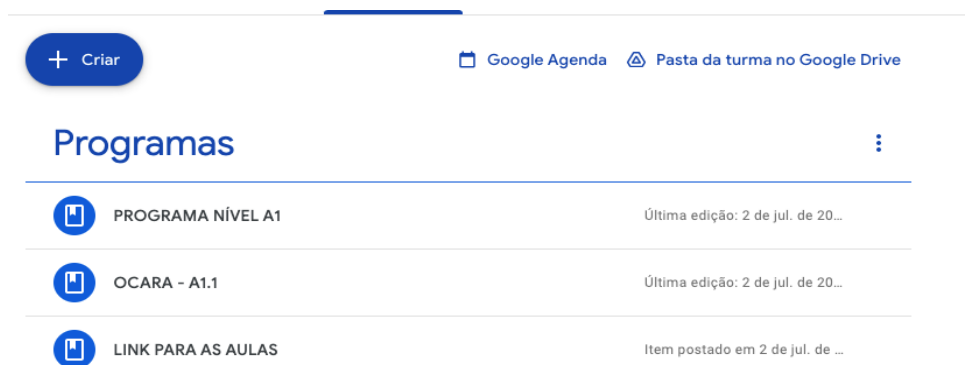 Criar
Google Agenda Pasta da turma no Google Drive
Programas
PROGRAMA NÍVEL A1 Última edição: 2 de jul. de 20…
OCARA - A1.1 Última edição: 2 de jul. de 20…
LINK PARA AS AULAS Item postado em 2 de jul. de …